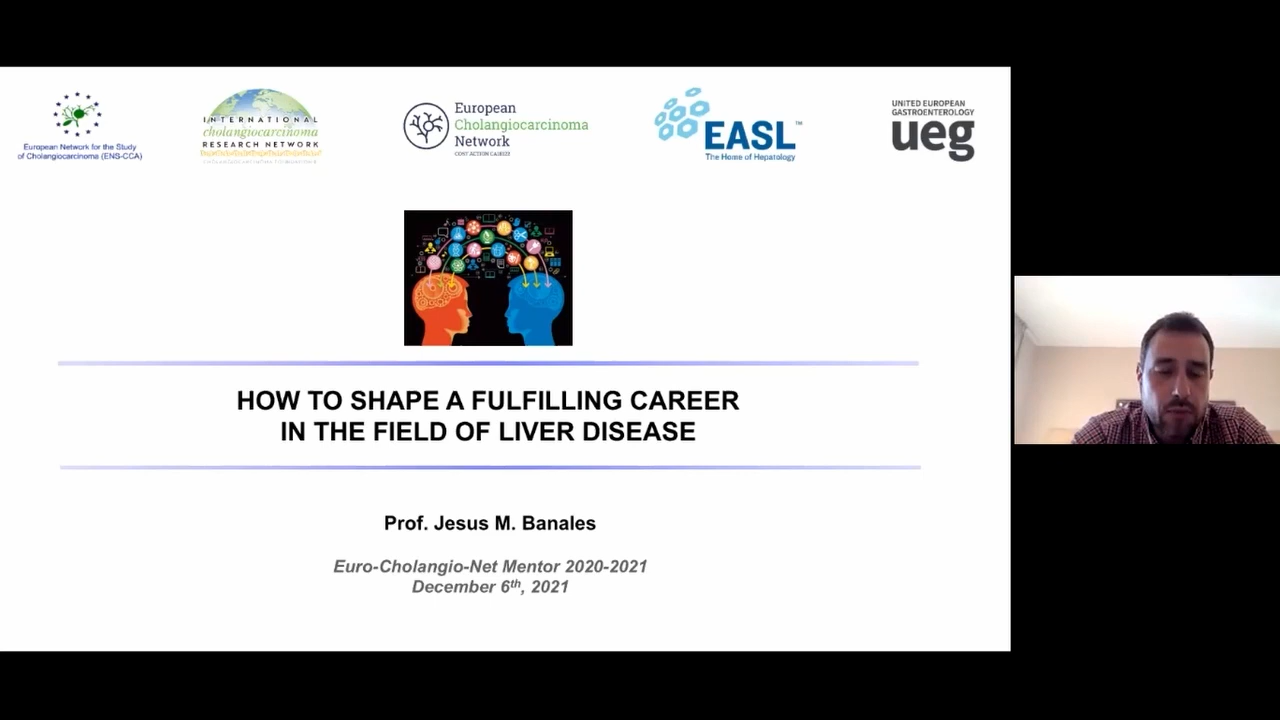 European Network for the Study
of Cholangiocarcinoma (ENS-CCA)
INTERNATIONAL
cholangiocarcinoma
RESEARCH NETWORK
European
Cholangiocarcinoma
Network
COST ACTION CA18122
EASL™
The Home of Hepatology
UNITED EUROPEAN
GASTROENTEROLOGY
ueg
HOW TO SHAPE A FULFILLING CAREER
IN THE FIELD OF LIVER DISEASE
Prof. Jesus M. Banales
Euro-Cholangio-Net Mentor 2020-2021
December 6th, 2021